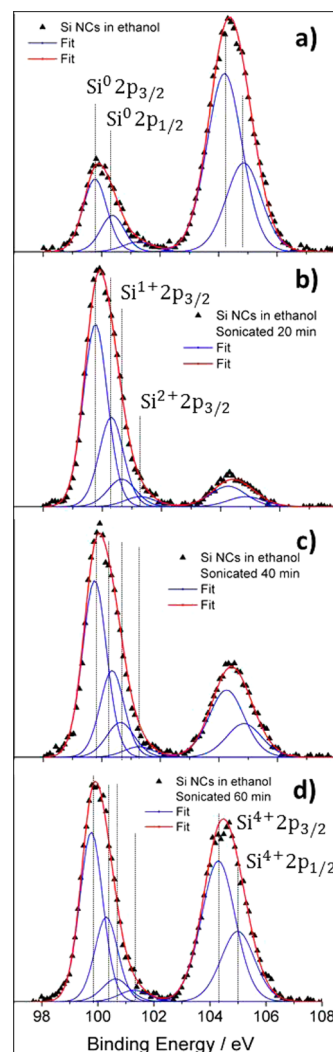 Si NCs in ethanol
Fit
Fit
a)
Si⁰ 2p3/2
Si⁰ 2p1/2
b)
Si¹⁺2p3/2
Si NCs in ethanol
Sonicated 20 min
Fit
Fit
Si²⁺2p3/2
c)
Si NCs in ethanol
Sonicated 40 min
Fit
Fit
d)
Si NCs in ethanol
Sonicated 60 min
Fit
Fit
Si⁴⁺2p3/2
Si⁴⁺2p1/2
98 100 102 104 106 108
Binding Energy / eV